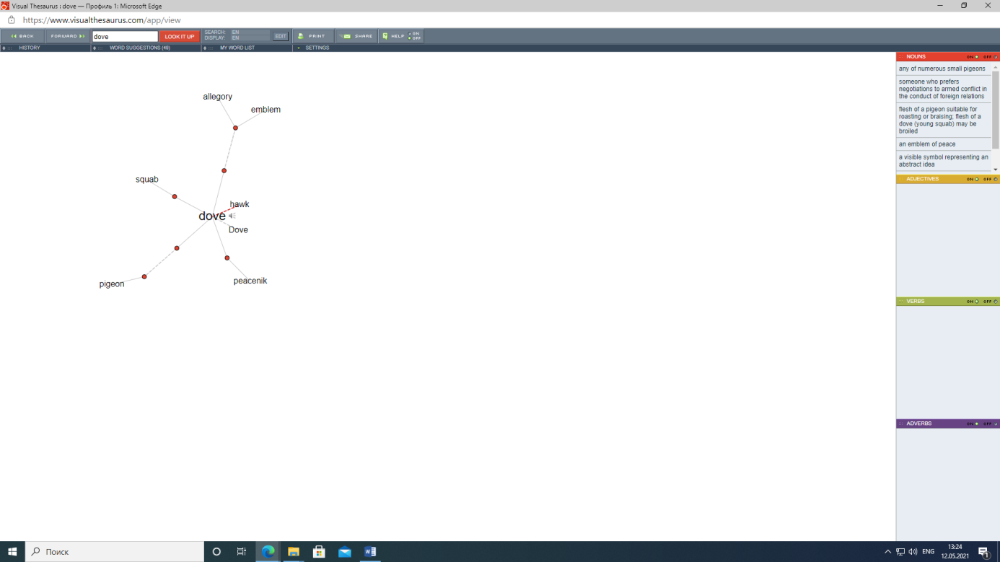 Visual Thesaurus : dove — Профиль 1: Microsoft Edge
https://www.visualthesaurus.com/app/view
BACK
FORWARD
dove
LOOK IT UP
SEARCH: EN
DISPLAY: EN
EDIT
PRINT
SHARE
HELP
ON
OFF
HISTORY
WORD SUGGESTIONS (49)
MY WORD LIST
SETTINGS
allegory
emblem
squab
hawk
dove
Dove
peacenik
pigeon
NOUNS ON OFF
any of numerous small pigeons
someone who prefers
negotiations to armed conflict in
the conduct of foreign relations
flesh of a pigeon suitable for
roasting or braising; flesh of a
dove (young squab) may be
broiled
an emblem of peace
a visible symbol representing an
abstract idea
ADJECTIVES ON OFF
VERBS ON OFF
ADVERBS ON OFF
Поиск
W
ENG
13:24
12.05.2021
1